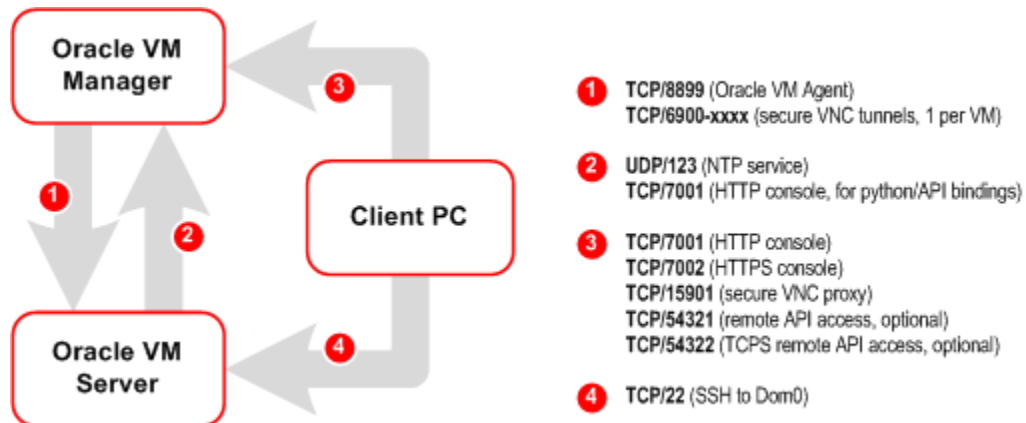 Oracle VM
Manager
3
1
2
Client PC
Oracle VM
Server
4
1 TCP/8899 (Oracle VM Agent)
TCP/6900-xxxx (secure VNC tunnels, 1 per VM)
2 UDP/123 (NTP service)
TCP/7001 (HTTP console, for python/API bindings)
3 TCP/7001 (HTTP console)
TCP/7002 (HTTPS console)
TCP/15901 (secure VNC proxy)
TCP/54321 (remote API access, optional)
TCP/54322 (TCPS remote API access, optional)
4 TCP/22 (SSH to Dom0)